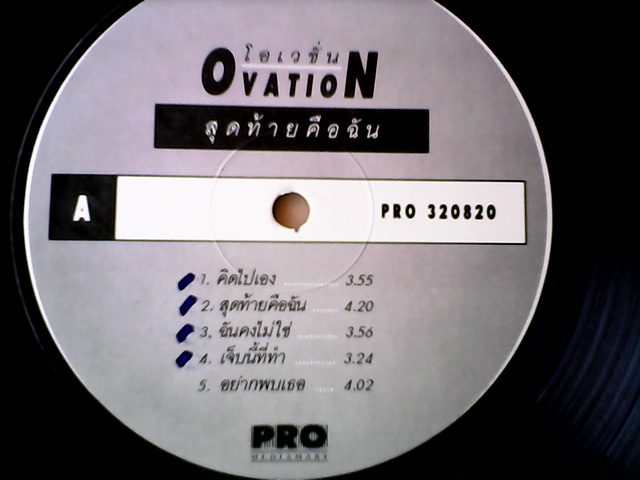 โอเวชั่น
OVATION
สุดท้ายคือฉัน
A PRO 320820
1. คิดไปเอง ............ 3.55
2. สุดท้ายคือฉัน ....... 4.20
3. ฉันคงไม่ใช่ .......... 3.56
4. เจ็บนี้ที่ทำ .......... 3.24
5. อย่ากพบเธอ ...... 4.02
PRO
MEDIAMART